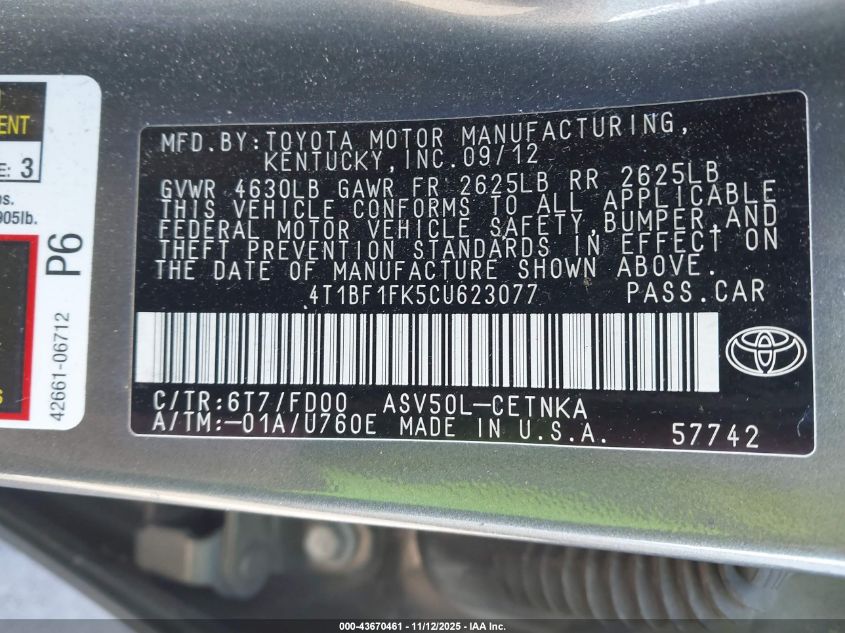 ENT
E: 3
905lb.
P6
42661-06712
MFD.BY:TOYOTA MOTOR MANUFACTURING,
KENTUCKY,INC.09/12
GVWR 4630LB GAWR FR 2625LB RR 2625LB
THIS VEHICLE CONFORMS TO ALL APPLICABLE
FEDERAL MOTOR VEHICLE SAFETY,BUMPER,AND
THEFT PREVENTION STANDARDS IN EFFECT ON
THE DATE OF MANUFACTURE SHOWN ABOVE.
4T1BF1FK5CU623077 PASS.CAR
C/TR:6T7/FD00 ASV50L-CETNKA
A/TM:-01A/U760E MADE IN U.S.A. 57742
000-43670461 - 11/12/2025 - IAA Inc.